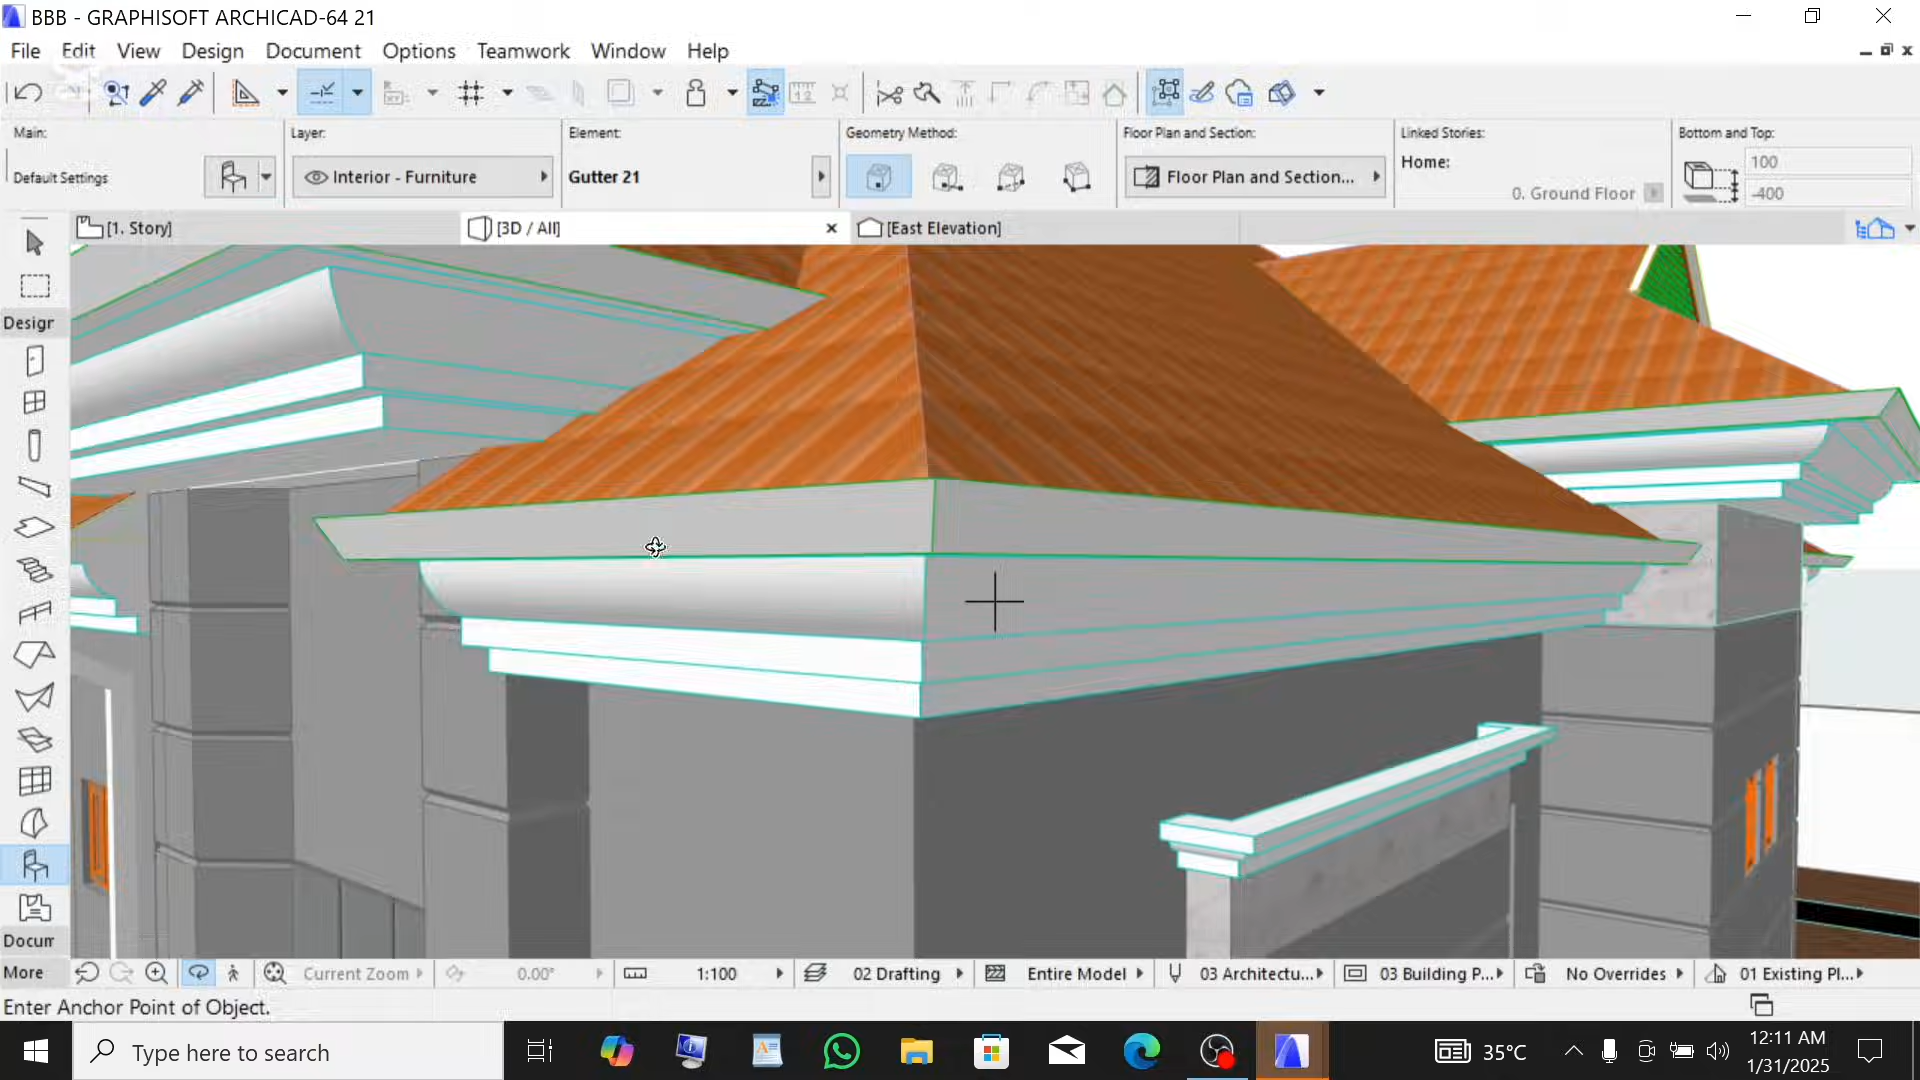 BBB - GRAPHISOFT ARCHICAD-64 21
File Edit View Design Document Options Teamwork Window Help
Main: Layer: Element: Geometry Method: Floor Plan and Section: Linked Stories: Bottom and Top:
Default Settings Interior - Furniture Gutter 21 Floor Plan and Section... Home: 100
0. Ground Floor -400
[1. Story] [3D / All] [East Elevation]
Design
Docum
More Current Zoom 0.00° 1:100 02 Drafting Entire Model 03 Architectu... 03 Building P... No Overrides 01 Existing Pl...
Enter Anchor Point of Object.
Type here to search 35°C 12:11 AM
1/31/2025